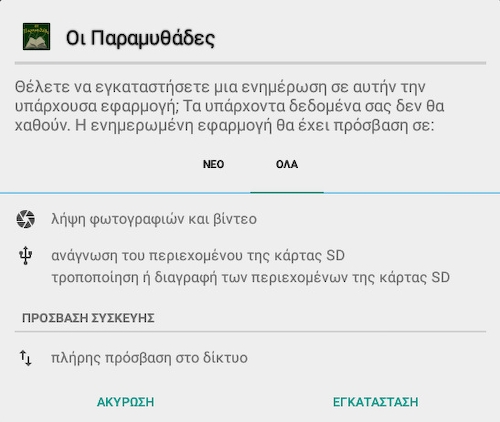 Οι Παραμυθάδες
Θέλετε να εγκαταστήσετε μια ενημέρωση σε αυτήν την
υπάρχουσα εφαρμογή; Τα υπάρχοντα δεδομένα σας δεν θα
χαθούν. Η ενημερωμένη εφαρμογή θα έχει πρόσβαση σε:
ΝΕΟ ΟΛΑ
λήψη φωτογραφιών και βίντεο
ανάγνωση του περιεχομένου της κάρτας SD
τροποποίηση ή διαγραφή των περιεχομένων της κάρτας SD
ΠΡΟΣΒΑΣΗ ΣΥΣΚΕΥΗΣ
πλήρης πρόσβαση στο δίκτυο
ΑΚΥΡΩΣΗ ΕΓΚΑΤΑΣΤΑΣΗ